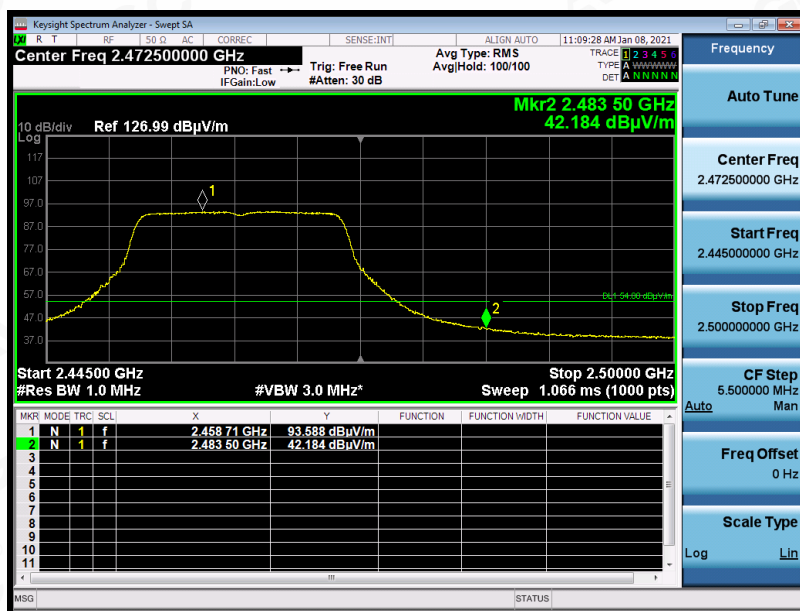 Keysight Spectrum Analyzer - Swept SA
LXI R T RF 50 Ω AC CORREC SENSE:INT ALIGN AUTO 11:09:28 AM Jan 08, 2021
Center Freq 2.472500000 GHz
PNO: Fast
IFGain:Low
Trig: Free Run
#Atten: 30 dB
Avg Type: RMS
Avg|Hold: 100/100
TRACE 1 2 3 4 5 6
TYPE A WWWWW
DET A N N N N N
Mkr2 2.483 50 GHz
42.184 dBµV/m
10 dB/div Ref 126.99 dBµV/m
Log
117
107
97.0
87.0
77.0
67.0
57.0
47.0
37.0
1
2
DL1 54.00 dBµV/m
Start 2.44500 GHz Stop 2.50000 GHz
#Res BW 1.0 MHz #VBW 3.0 MHz* Sweep 1.066 ms (1000 pts)
MKR MODE TRC SCL X Y FUNCTION FUNCTION WIDTH FUNCTION VALUE
1 N 1 f 2.458 71 GHz 93.588 dBµV/m
2 N 1 f 2.483 50 GHz 42.184 dBµV/m
3
4
5
6
7
8
9
10
11
MSG STATUS
Frequency
Auto Tune
Center Freq
2.472500000 GHz
Start Freq
2.445000000 GHz
Stop Freq
2.500000000 GHz
CF Step
5.500000 MHz
Auto Man
Freq Offset
0 Hz
Scale Type
Log Lin